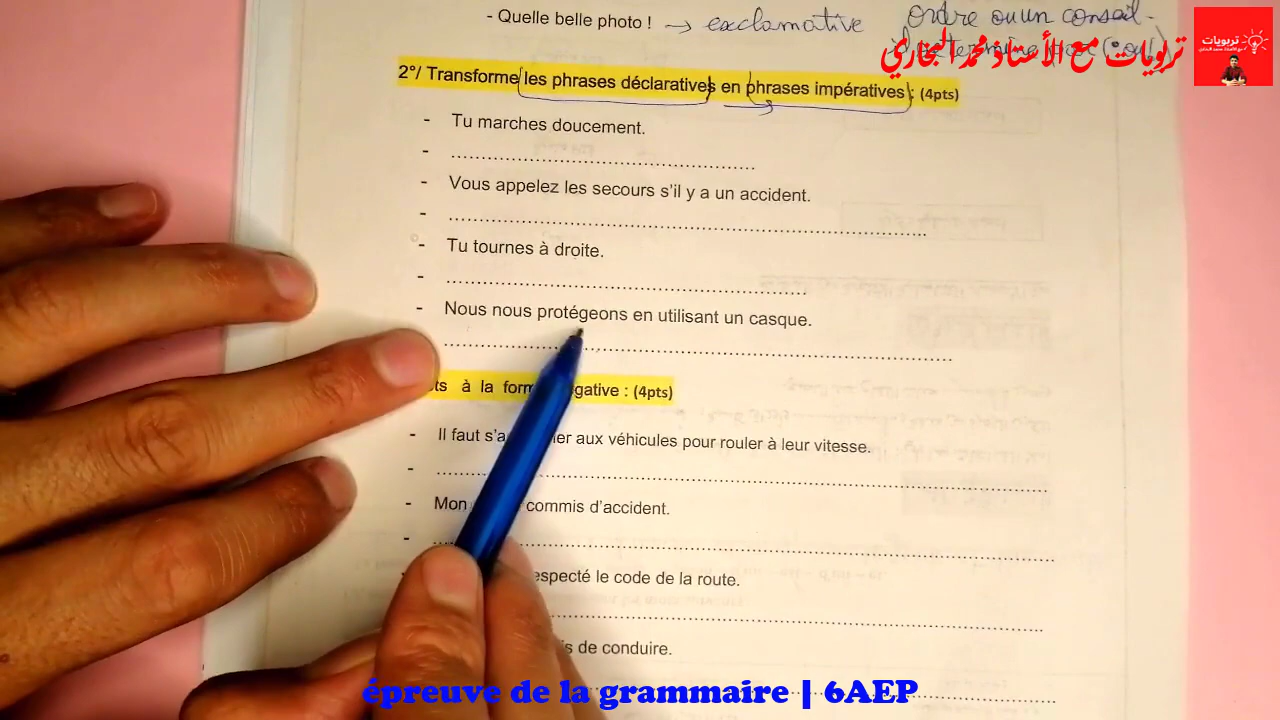 - Quelle belle photo ! → exclamative
ordre ou un conseil.
تربويات مع الأستاذ محمد البخاري
تربويات
2°/ Transforme les phrases déclaratives en phrases impératives : (4pts)
- Tu marches doucement.
- ....................................................
- Vous appelez les secours s'il y a un accident.
- ................................................................................
- Tu tournes à droite.
- .............................................................
- Nous nous protégeons en utilisant un casque.
.......................................................................................
à la gative : (4pts)
- Il faut aux véhicules pour rouler à leur vitesse.
- ........................................................................................................
- Mon commis d'accident.
- ........................................................................................................
especté le code de la route.
........................................................................................................
de conduire.
épreuve de la grammaire | 6AEP